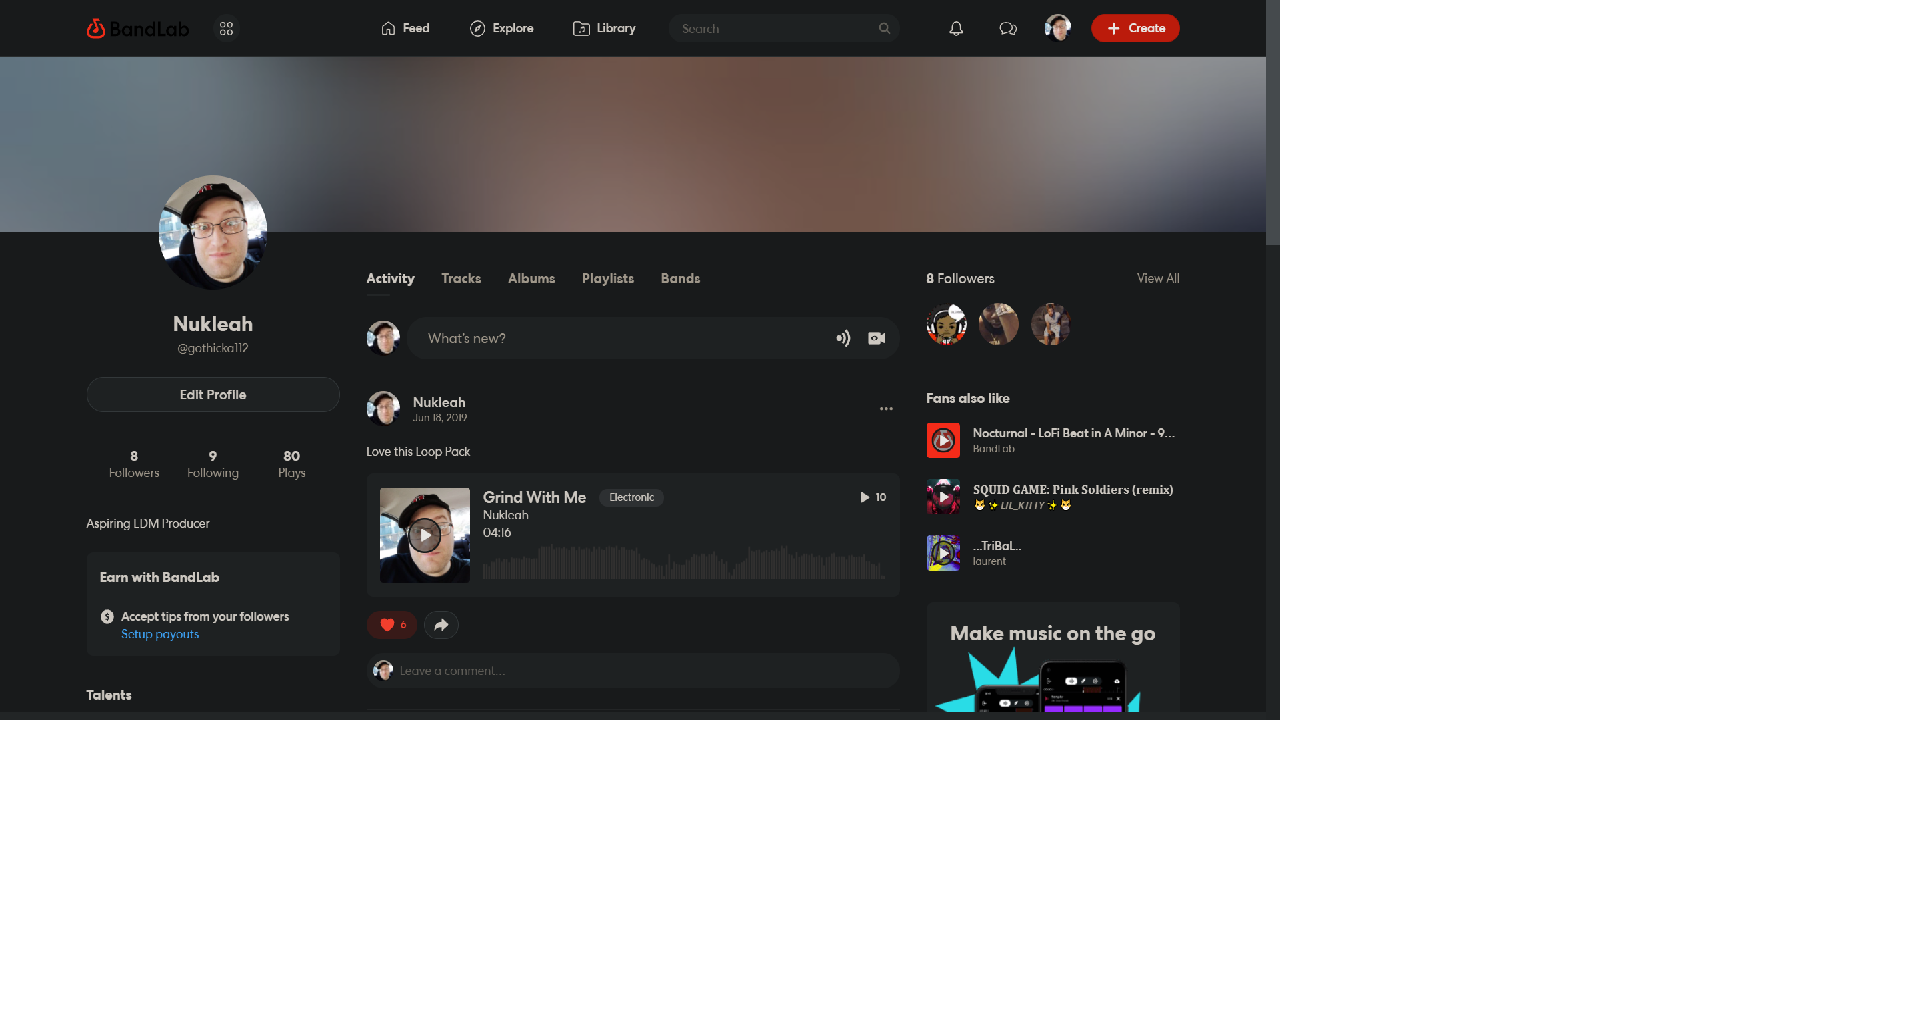 BandLab
Feed
Explore
Library
Search
Create
Nukleah
@gothicka112
Edit Profile
8 Followers
9 Following
80 Plays
Aspiring EDM Producer
Earn with BandLab
Accept tips from your followers
Setup payouts
Talents
Activity Tracks Albums Playlists Bands
What's new?
Nukleah
Jun 18, 2019
Love this Loop Pack
Grind With Me Electronic 10
Nukleah
04:16
6
Leave a comment...
8 Followers View All
Fans also like
Nocturnal - LoFi Beat in A Minor - 9...
BandLab
SQUID GAME: Pink Soldiers (remix)
🐱✨LIL_KITTY✨🐱
...TriBaL..
laurent
Make music on the go